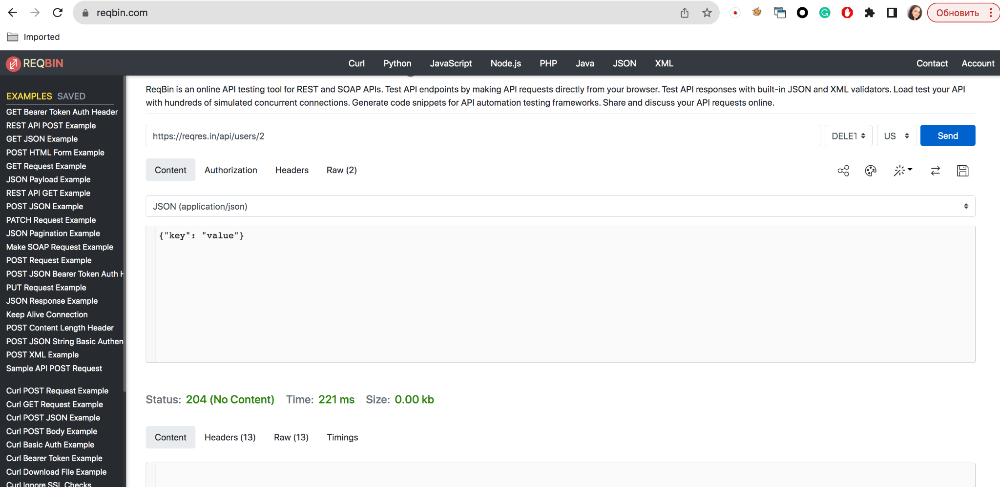 reqbin.com
Обновить
Imported
REQBIN
Curl Python JavaScript Node.js PHP Java JSON XML
Contact Account
EXAMPLES SAVED
GET Bearer Token Auth Header
REST API POST Example
GET JSON Example
POST HTML Form Example
GET Request Example
JSON Payload Example
REST API GET Example
POST JSON Example
PATCH Request Example
JSON Pagination Example
Make SOAP Request Example
POST Request Example
POST JSON Bearer Token Auth H
PUT Request Example
JSON Response Example
Keep Alive Connection
POST Content Length Header
POST JSON String Basic Authen
POST XML Example
Sample API POST Request
Curl POST Request Example
Curl GET Request Example
Curl POST JSON Example
Curl POST Body Example
Curl Basic Auth Example
Curl Bearer Token Example
Curl Download File Example
Curl Ignore SSL Checks
ReqBin is an online API testing tool for REST and SOAP APIs. Test API endpoints by making API requests directly from your browser. Test API responses with built-in JSON and XML validators. Load test your API
with hundreds of simulated concurrent connections. Generate code snippets for API automation testing frameworks. Share and discuss your API requests online.
https://reqres.in/api/users/2 DELET US Send
Content Authorization Headers Raw (2)
JSON (application/json)
{"key": "value"}
Status: 204 (No Content) Time: 221 ms Size: 0.00 kb
Content Headers (13) Raw (13) Timings